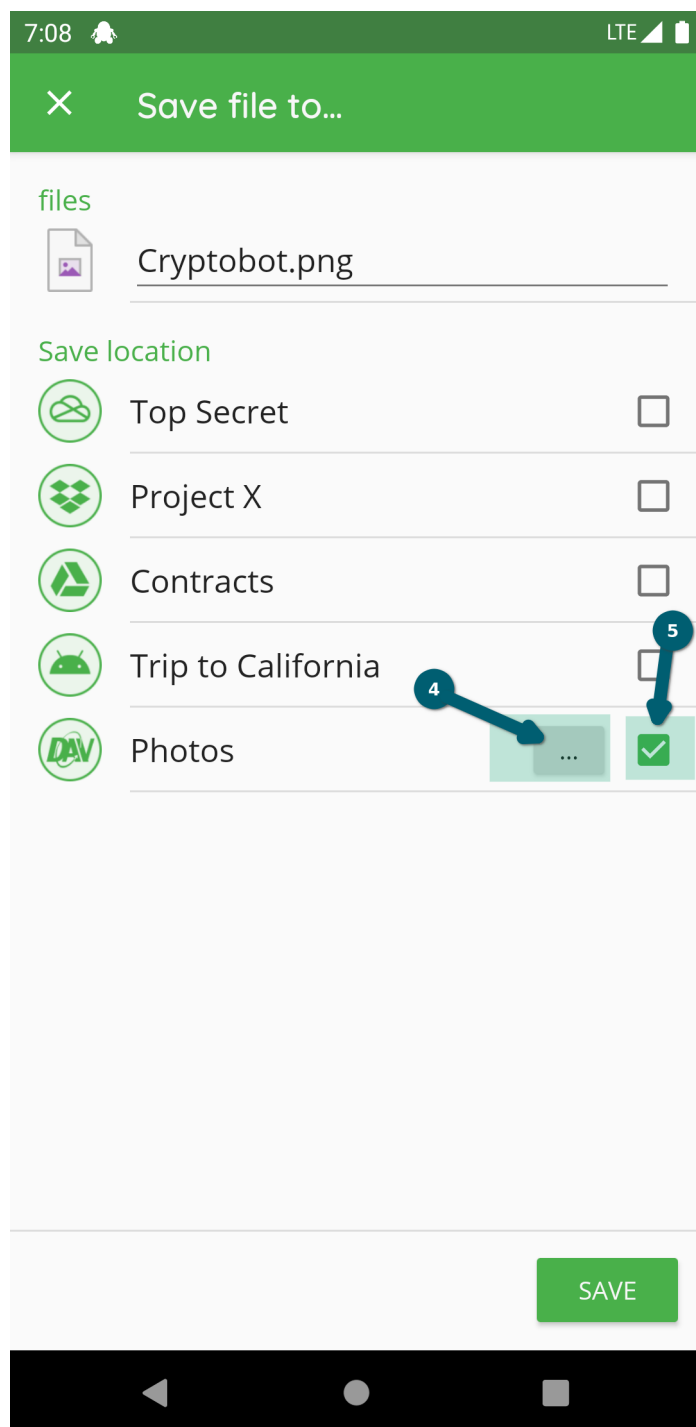 7:08 LTE
Save file to...
files
Cryptobot.png
Save location
Top Secret
Project X
Contracts
5
Trip to California
4
DAV Photos ...
SAVE